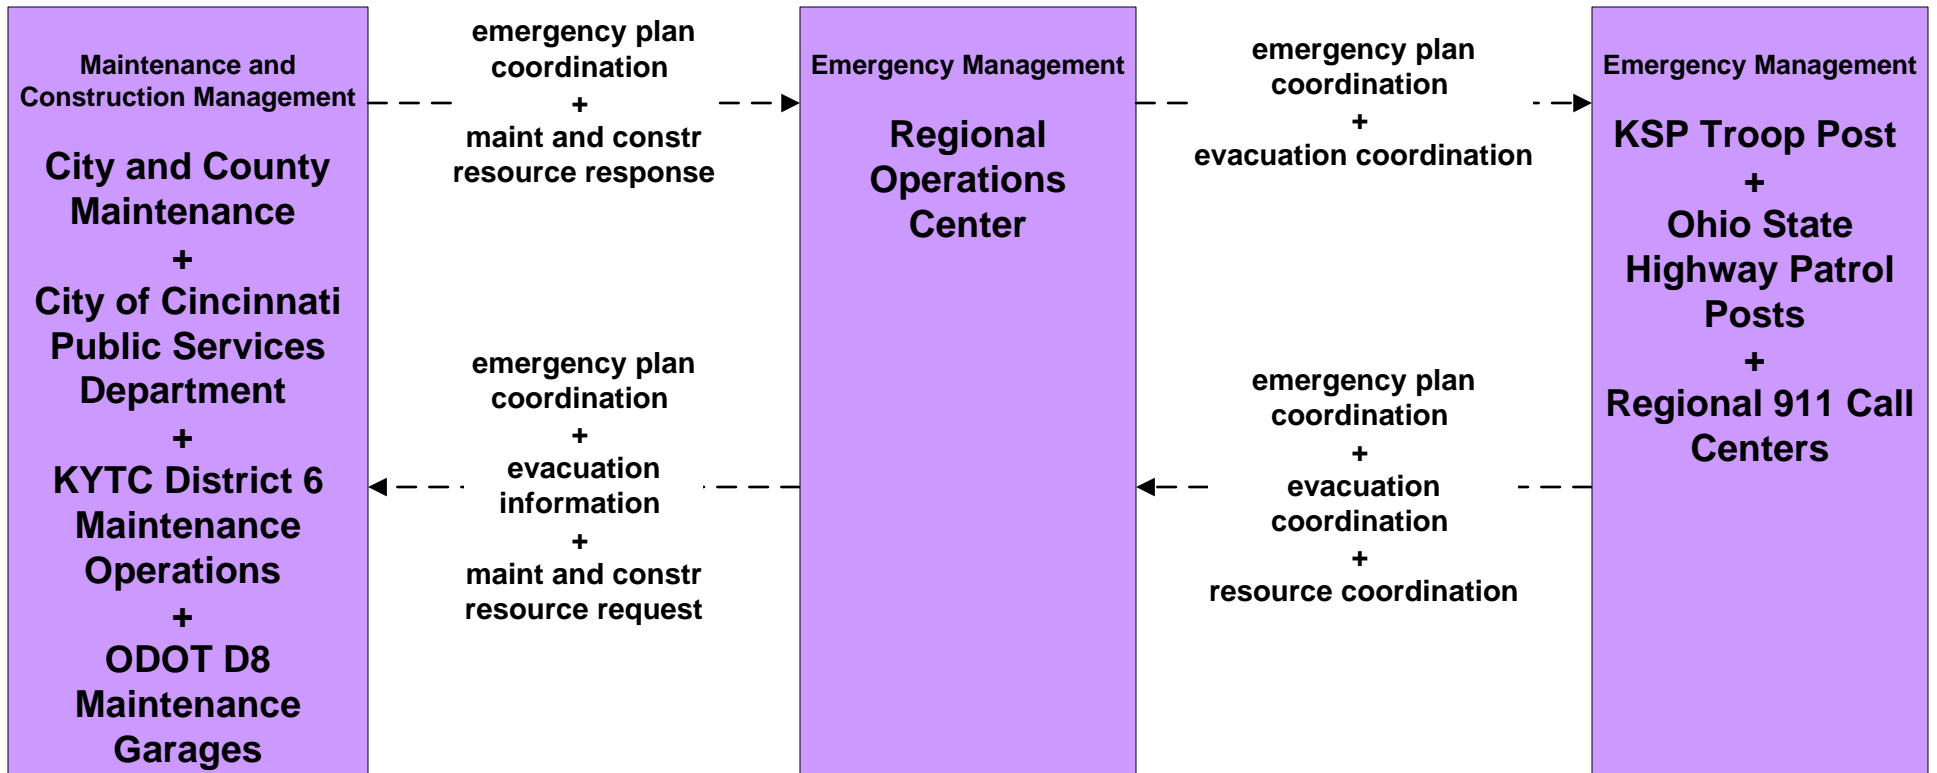 Maintenance and
Construction Management
City and County
Maintenance
+
City of Cincinnati
Public Services
Department
+
KYTC District 6
Maintenance
Operations
+
ODOT D8
Maintenance
Garages
emergency plan
coordination
+
maint and constr
resource response
emergency plan
coordination
+
evacuation
information
+
maint and constr
resource request
Emergency Management
Regional
Operations
Center
emergency plan
coordination
+
evacuation coordination
emergency plan
coordination
+
evacuation
coordination
+
resource coordination
Emergency Management
KSP Troop Post
+
Ohio State
Highway Patrol
Posts
+
Regional 911 Call
Centers